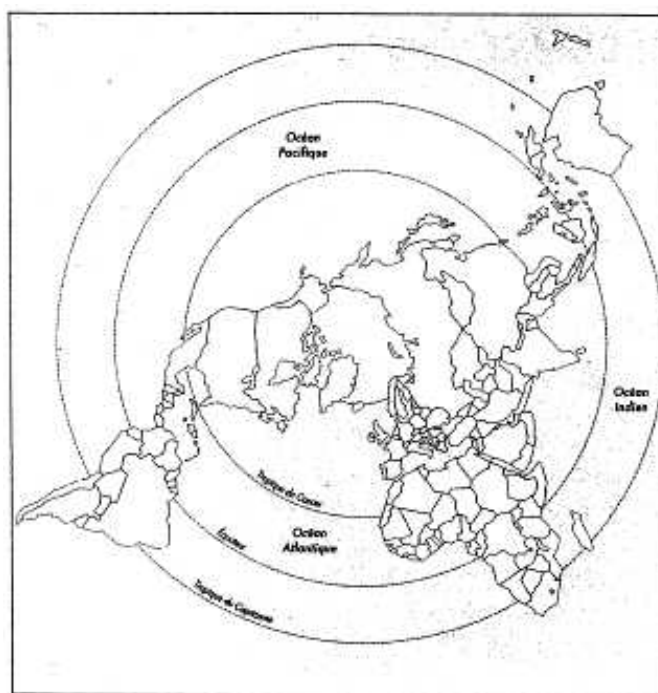 Océan
Pacifique
Océan
Indien
Tropique du Cancer
Océan
Atlantique
Équateur
Tropique du Capricorne